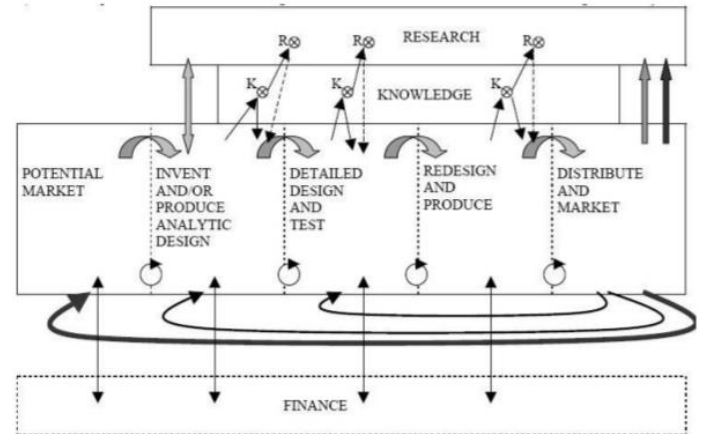 RESEARCH
R
R
R
KNOWLEDGE
K
K
K
POTENTIAL
MARKET
INVENT
AND/OR
PRODUCE
ANALYTIC
DESIGN
DETAILED
DESIGN
AND
TEST
REDESIGN
AND
PRODUCE
DISTRIBUTE
AND
MARKET
FINANCE